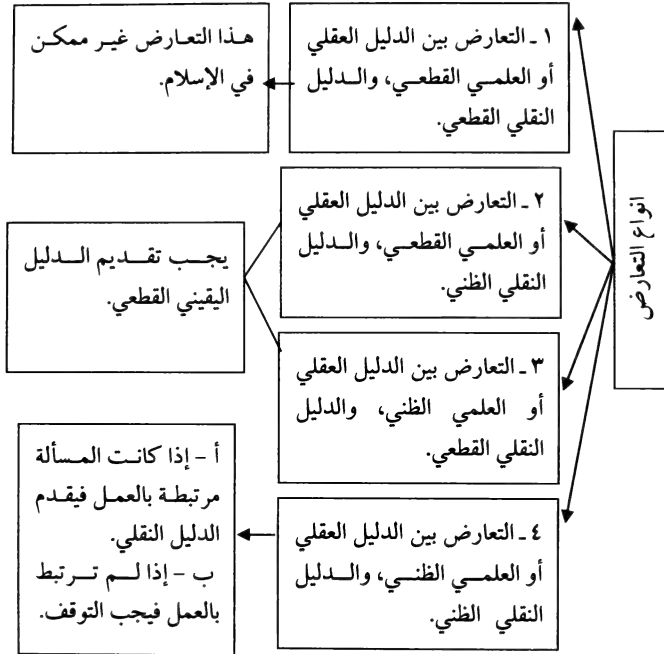 انواع التعارض
١ ـ التعارض بين الدليل العقلي
أو العلمي القطعي، والدليل
النقلي القطعي.
هذا التعارض غير ممكن
في الإسلام.
٢ ـ التعارض بين الدليل العقلي
أو العلمي القطعي، والدليل
النقلي الظني.
٣ ـ التعارض بين الدليل العقلي
أو العلمي الظني، والدليل
النقلي القطعي.
يجب تقديم الدليل
اليقيني القطعي.
٤ ـ التعارض بين الدليل العقلي
أو العلمي الظني، والدليل
النقلي الظني.
أ – إذا كانت المسألة
مرتبطة بالعمل فيقدم
الدليل النقلي.
ب – إذا لم ترتبط
بالعمل فيجب التوقف.